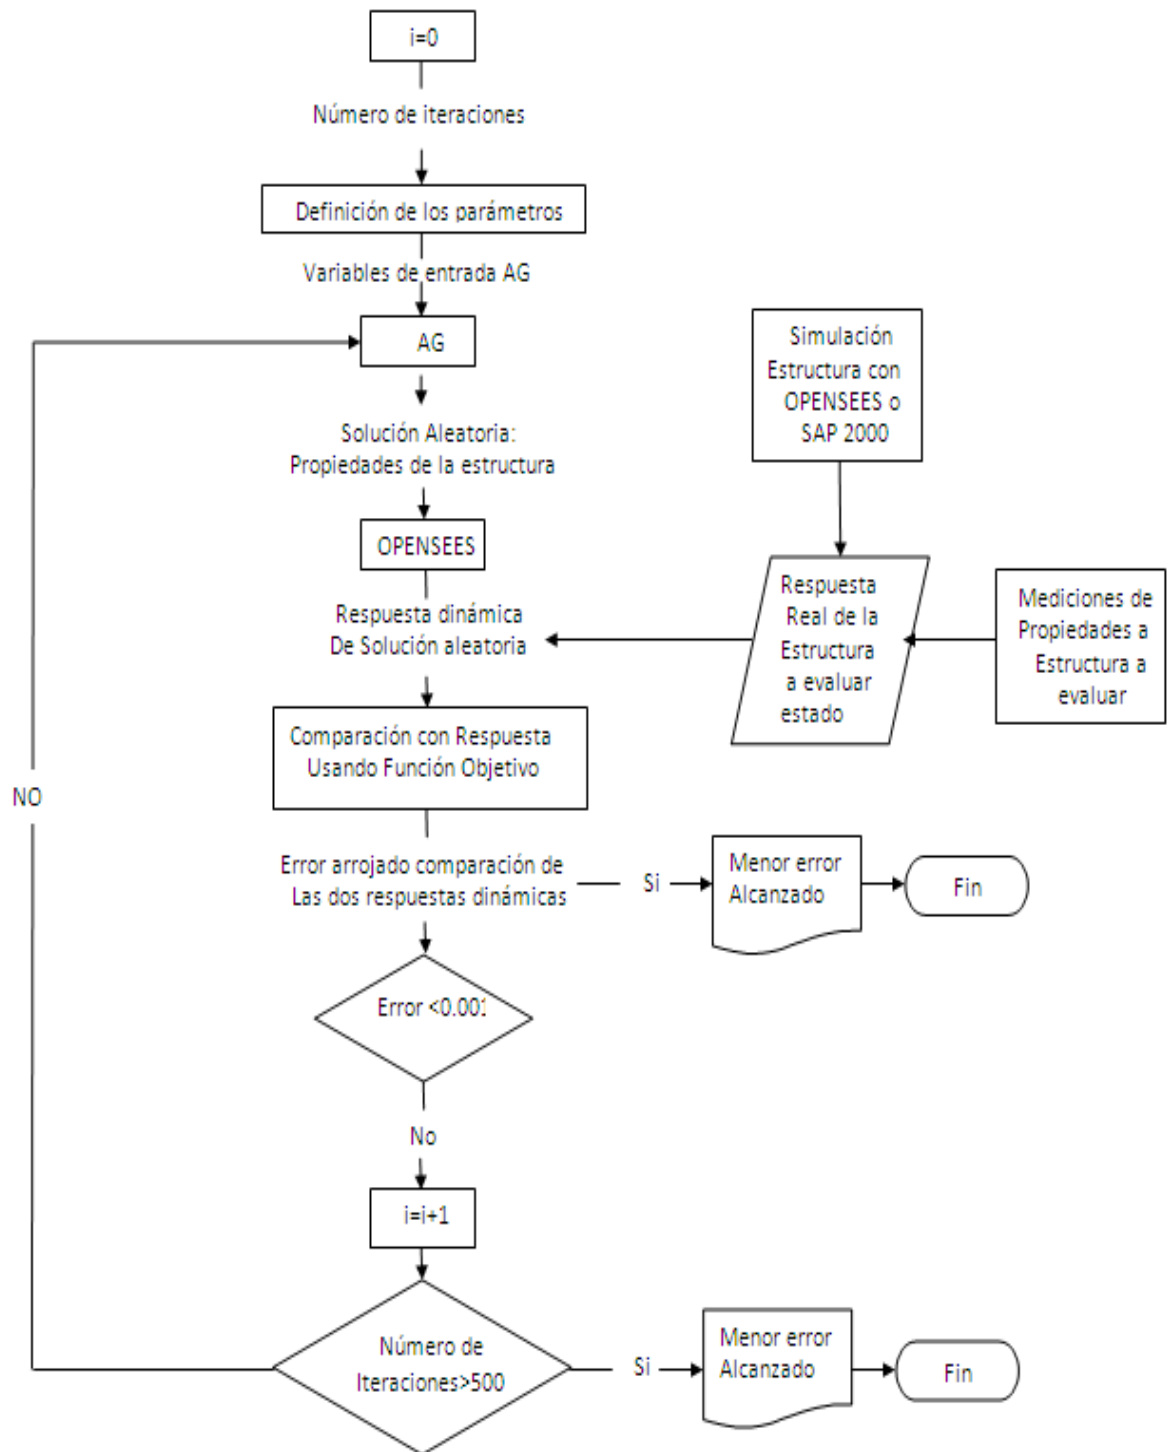 i=0
Número de iteraciones
Definición de los parámetros
Variables de entrada AG
AG
Simulación
Estructura con
OPENSEES o
SAP 2000
Solución Aleatoria:
Propiedades de la estructura
OPENSEES
Respuesta
Real de la
Estructura
a evaluar
estado
Mediciones de
Propiedades a
Estructura a
evaluar
Respuesta dinámica
De Solución aleatoria
Comparación con Respuesta
Usando Función Objetivo
NO
Error arrojado comparación de
Las dos respuestas dinámicas
Si
Menor error
Alcanzado
Fin
Error <0.001
No
i=i+1
Número de
Iteraciones>500
Si
Menor error
Alcanzado
Fin